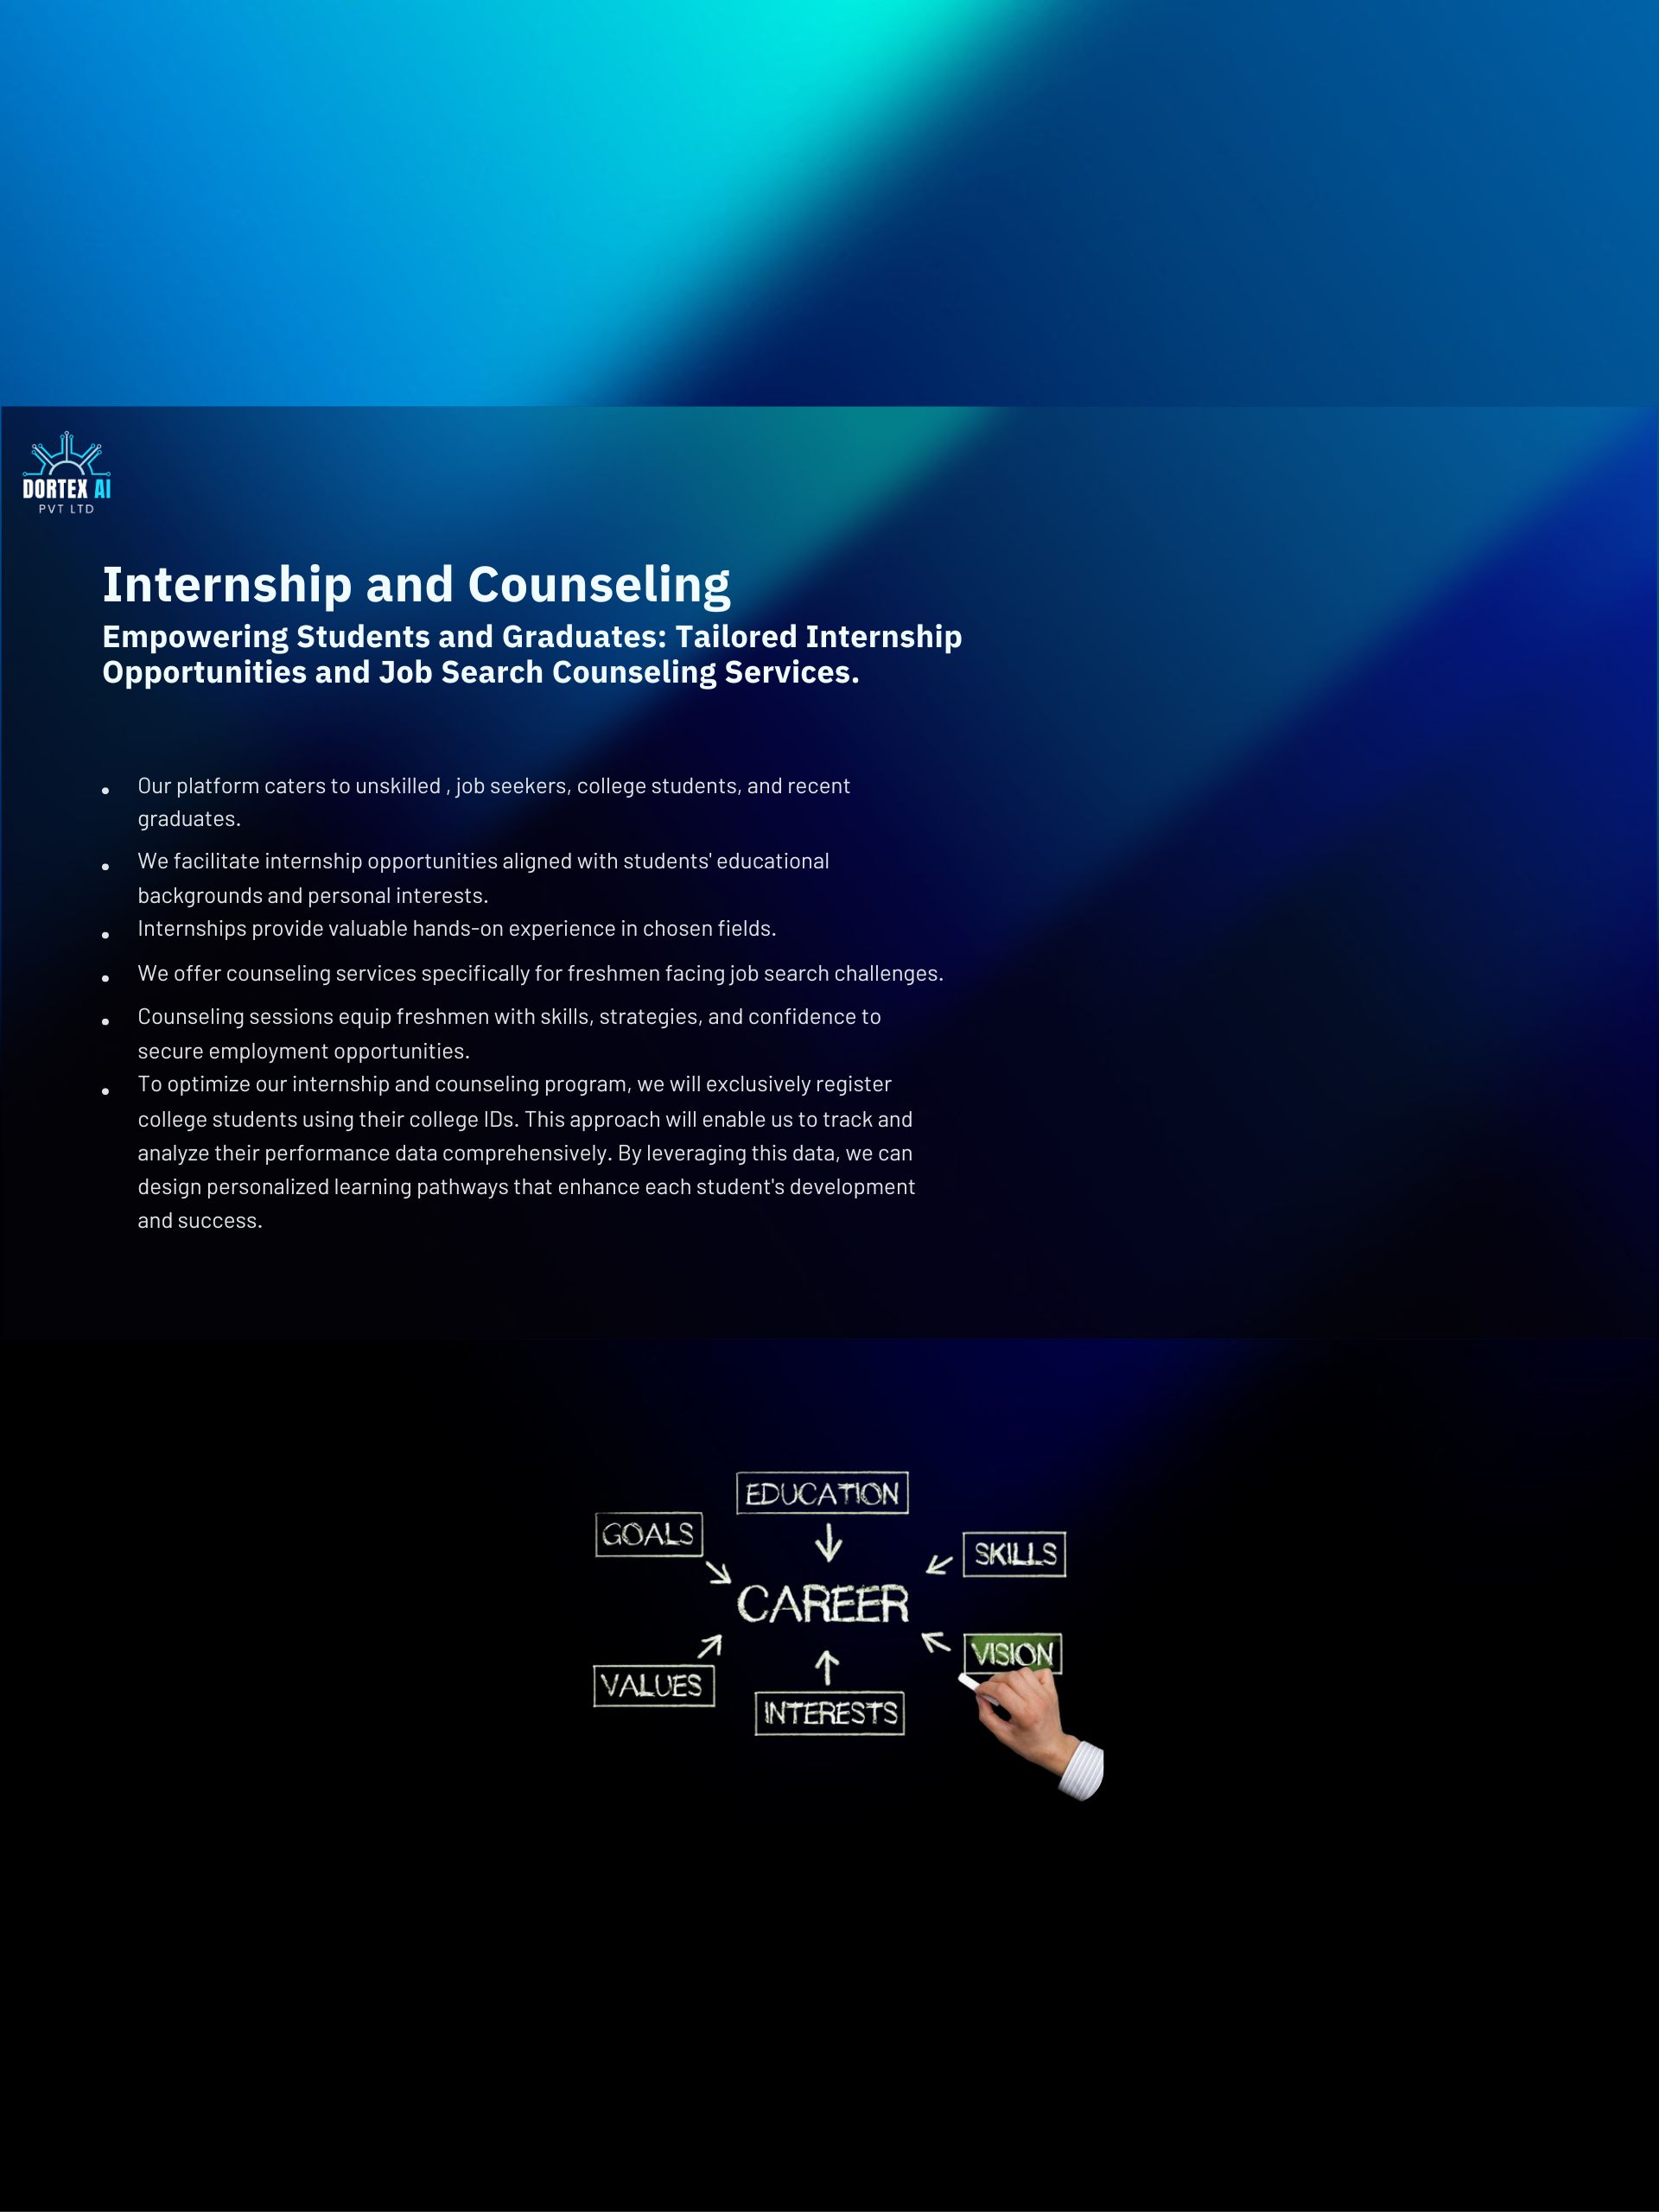 DORTEX AI
PVT LTD
Internship and Counseling
Empowering Students and Graduates: Tailored Internship
Opportunities and Job Search Counseling Services.
Our platform caters to unskilled , job seekers, college students, and recent
graduates.
We facilitate internship opportunities aligned with students' educational
backgrounds and personal interests.
Internships provide valuable hands-on experience in chosen fields.
We offer counseling services specifically for freshmen facing job search challenges.
Counseling sessions equip freshmen with skills, strategies, and confidence to
secure employment opportunities.
To optimize our internship and counseling program, we will exclusively register
college students using their college IDs. This approach will enable us to track and
analyze their performance data comprehensively. By leveraging this data, we can
design personalized learning pathways that enhance each student's development
and success.
EDUCATION
GOALS
SKILLS
CAREER
VISION
VALUES
INTERESTS